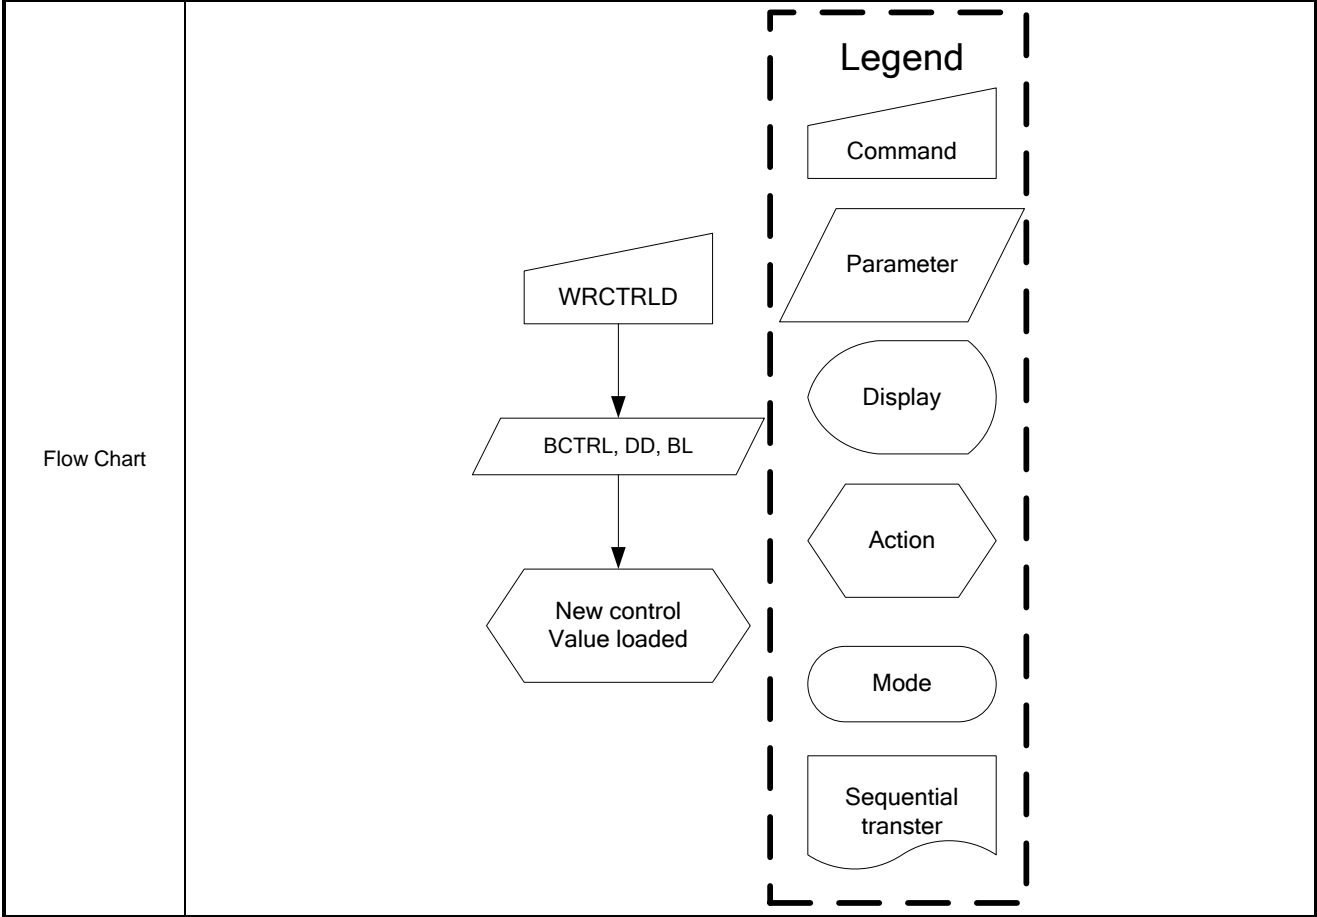 Flow Chart
WRCTRLD
BCTRL, DD, BL
New control
Value loaded
Legend
Command
Parameter
Display
Action
Mode
Sequential
transter